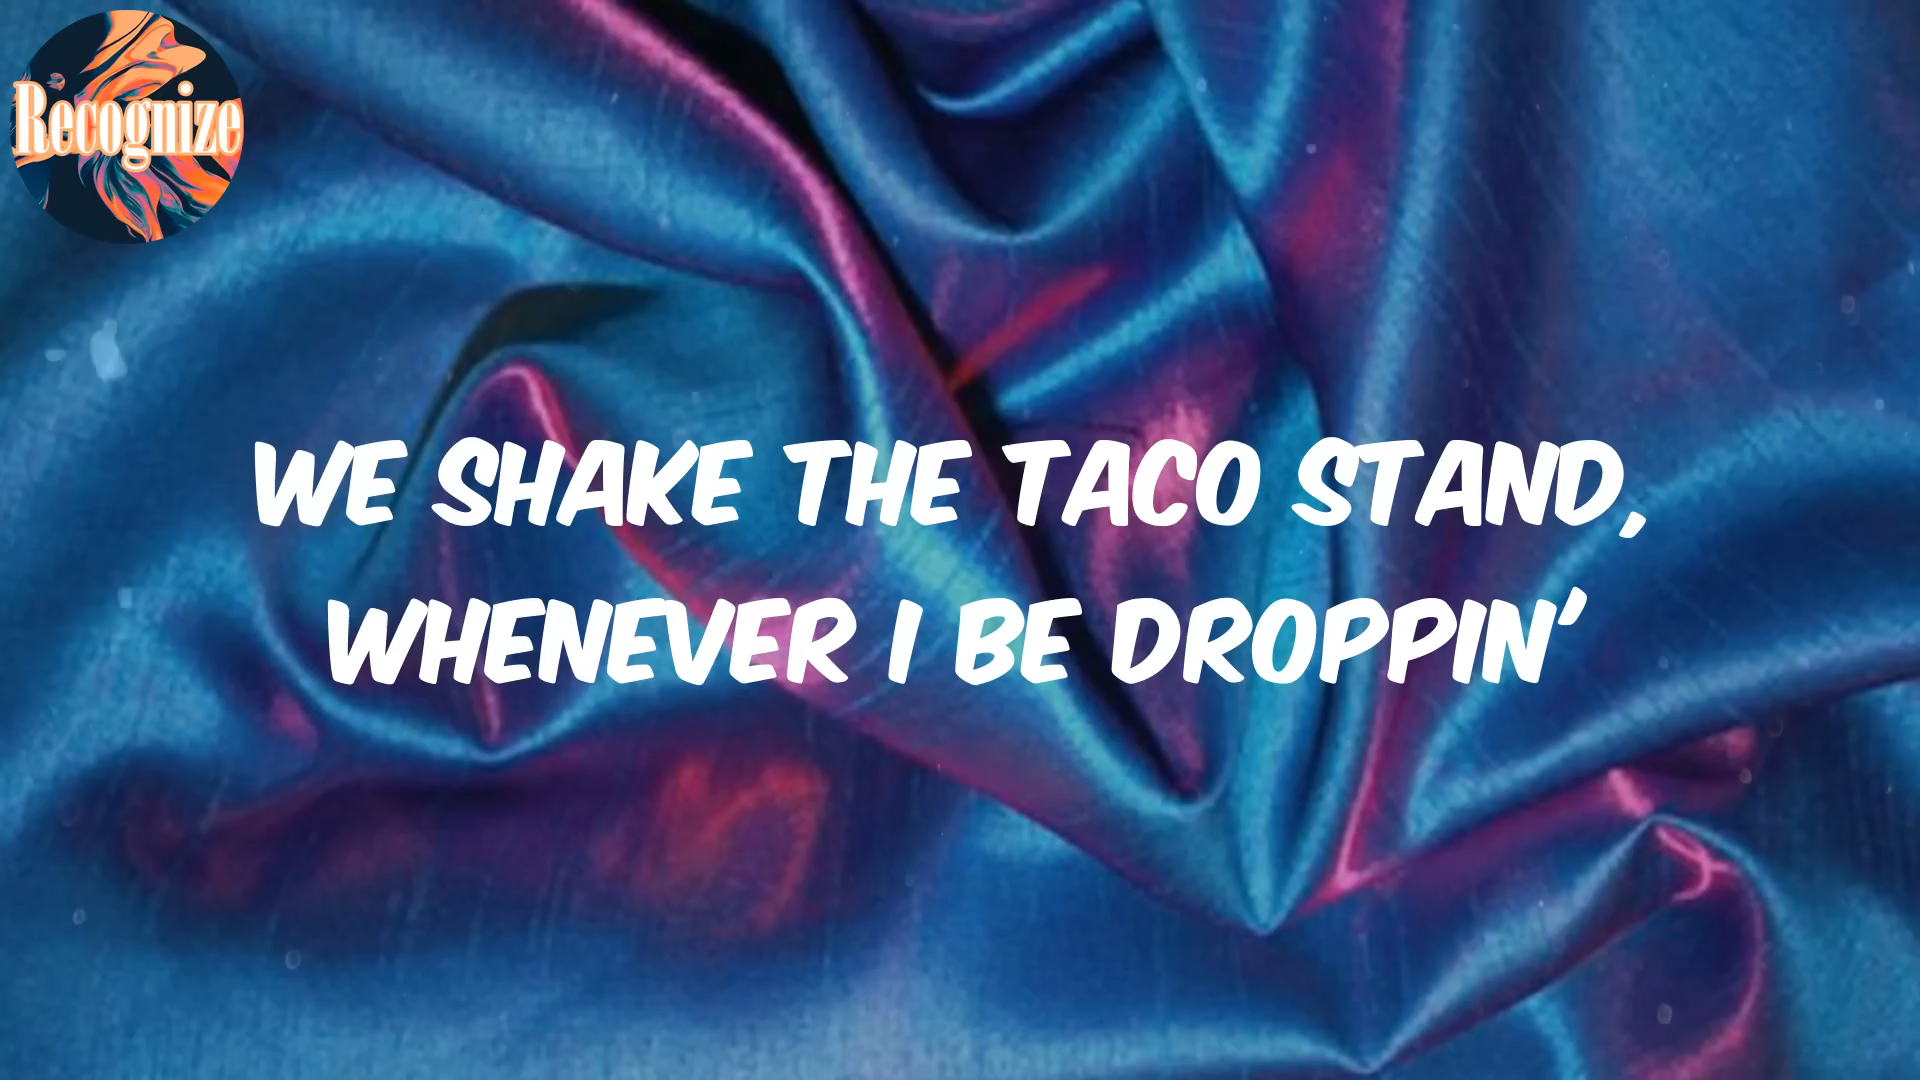 Recognize
WE SHAKE THE TACO STAND,
WHENEVER I BE DROPPIN'